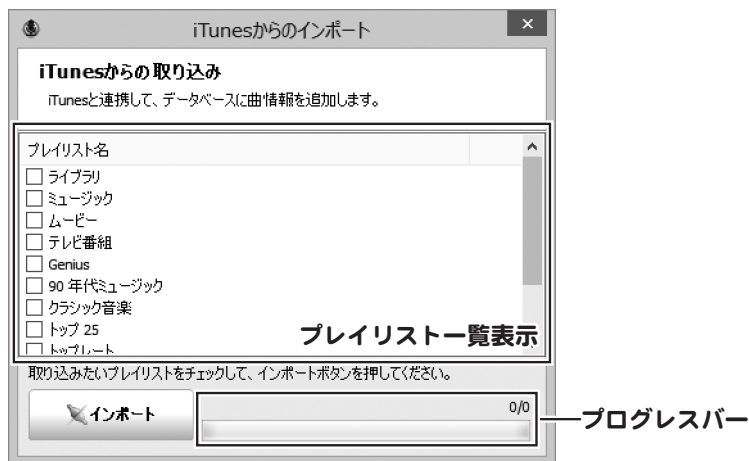 iTunesからのインポート
×
iTunesからの取り込み
iTunesと連携して、データベースに曲情報を追加します。
プレイリスト名
ライブラリ
ミュージック
ムービー
テレビ番組
Genius
90 年代ミュージック
クラシック音楽
トップ 25
トップレート
プレイリスト一覧表示
取り込みたいプレイリストをチェックして、インポートボタンを押してください。
インポート
0/0
プログレスバー